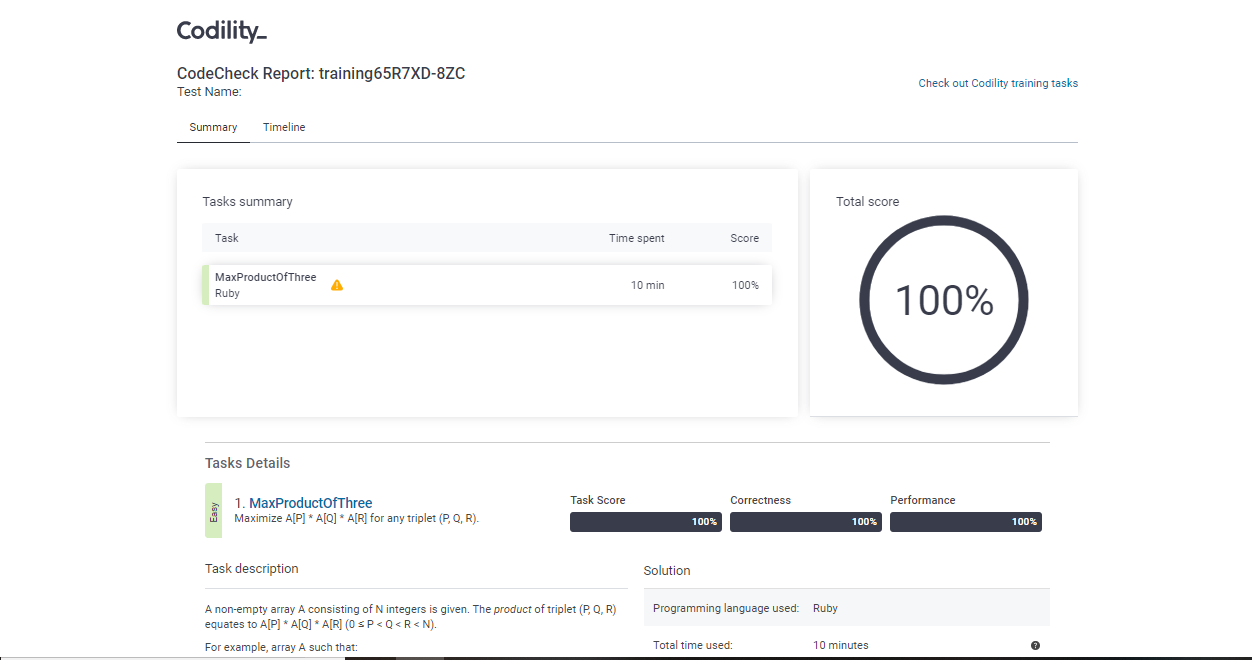 Codility_
CodeCheck Report: training65R7XD-8ZC
Test Name:
Check out Codility training tasks
Summary Timeline
Tasks summary
Task Time spent Score
MaxProductOfThree
Ruby
10 min 100%
Total score
100%
Tasks Details
Easy
1. MaxProductOfThree
Maximize A[P] * A[Q] * A[R] for any triplet (P, Q, R).
Task Score Correctness Performance
100% 100% 100%
Task description
A non-empty array A consisting of N integers is given. The product of triplet (P, Q, R)
equates to A[P] * A[Q] * A[R] (0 ≤ P < Q < R < N).
For example, array A such that:
Solution
Programming language used: Ruby
Total time used: 10 minutes ?